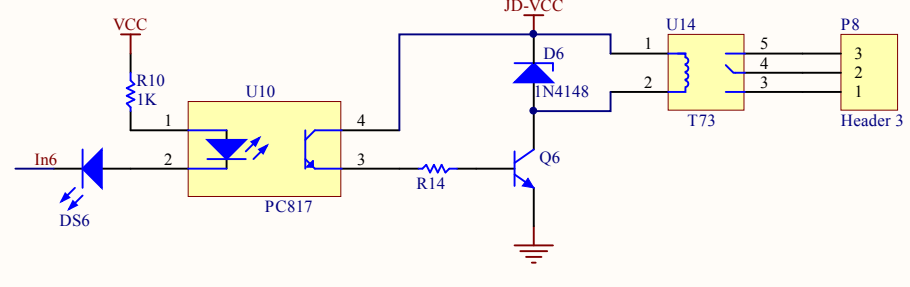 JD-VCC
VCC
U14
P8
R10
1K
D6
1N4148
1
2
5
4
3
3
2
1
T73
Header 3
U10
1
2
4
3
In6
DS6
PC817
R14
Q6